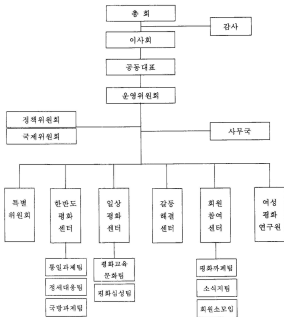 총 회
감사
이사회
공동대표
운영위원회
정책위원회
국제위원회
사무국
특별
위원회
한반도
평화
센터
일상
평화
센터
갈등
해결
센터
회원
참여
센터
여성
평화
연구원
통일과제팀
정세대응팀
국방과제팀
평화교육
문화팀
평화심성팀
평화까페팀
소식지팀
회원소모임